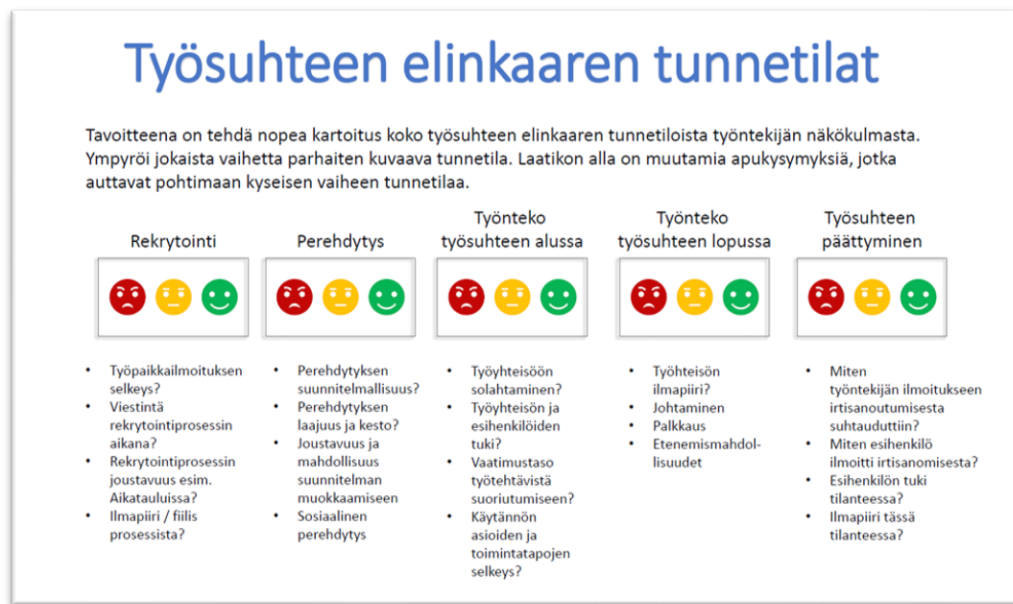 Työsuhteen elinkaaren tunnetilat
Tavoitteena on tehdä nopea kartoitus koko työsuhteen elinkaaren tunnetiloista työntekijän näkökulmasta.
Ympyröi jokaista vaihetta parhaiten kuvaava tunnetila. Laatikon alla on muutamia apukysymyksiä, jotka
auttavat pohtimaan kyseisen vaiheen tunnetilaa.
Rekrytointi
• Työpaikkailmoituksen
selkeys?
• Viestintä
rekrytointiprosessin
aikana?
• Rekrytointiprosessin
joustavuus esim.
Aikatauluissa?
• Ilmapiiri / fiilis
prosessista?
Perehdytys
• Perehdytyksen
suunnitelmallisuus?
• Perehdytyksen
laajuus ja kesto?
• Joustavuus ja
mahdollisuus
suunnitelman
muokkaamiseen
• Sosiaalinen
perehdytys
Työnteko
työsuhteen alussa
• Työyhteisöön
solahtaminen?
• Työyhteisön ja
esihenkilöiden
tuki?
• Vaatimustaso
työtehtävistä
suoriutumiseen?
• Käytännön
asioiden ja
toimintatapojen
selkeys?
Työnteko
työsuhteen lopussa
• Työhteisön
ilmapiiri?
• Johtaminen
• Palkkaus
• Etenemismahdol-
lisuudet
Työsuhteen
päättyminen
• Miten
työntekijän ilmoitukseen
irtisanoutumisesta
suhtauduttiin?
• Miten esihenkilö
ilmoitti irtisanomisesta?
• Esihenkilön tuki
tilanteessa?
• Ilmapiiri tässä
tilanteessa?